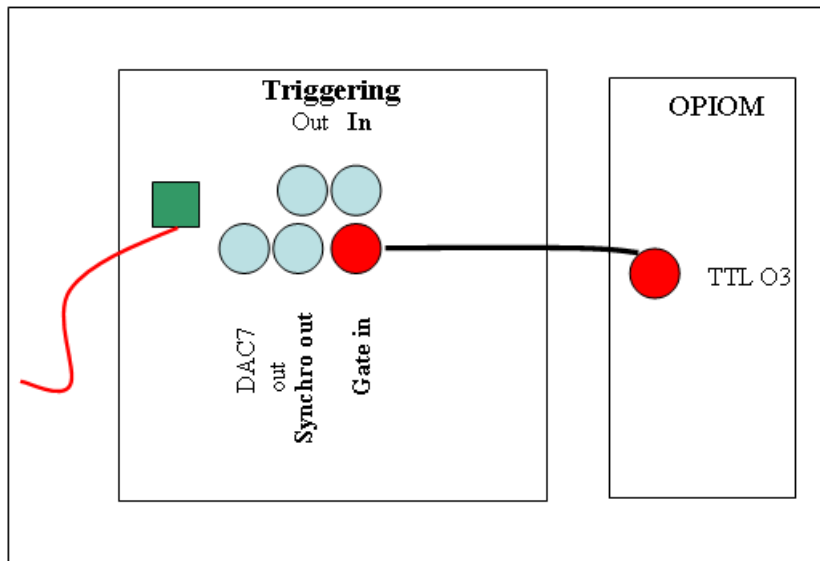 Triggering
Out In
OPIOM
TTL O3
DAC7
out
Synchro out
Gate in